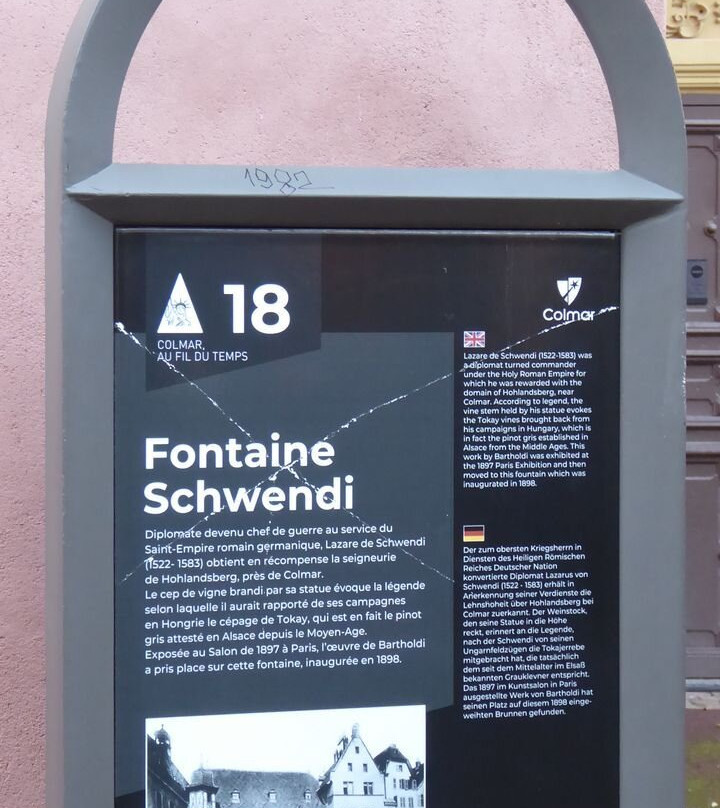 1982
18
COLMAR,
AU FIL DU TEMPS
Colmar
Fontaine
Schwendi
Diplomate devenu chef de guerre au service du
Saint-Empire romain germanique, Lazare de Schwendi
(1522- 1583) obtient en récompense la seigneurie
de Hohlandsberg, près de Colmar.
Le cep de vigne brandi par sa statue évoque la légende
selon laquelle il aurait rapporté de ses campagnes
en Hongrie le cépage de Tokay, qui est en fait le pinot
gris attesté en Alsace depuis le Moyen-Age.
Exposée au Salon de 1897 à Paris, l'œuvre de Bartholdi
a pris place sur cette fontaine, inaugurée en 1898.
Lazare de Schwendi (1522-1583) was
a diplomat turned commander
under the Holy Roman Empire for
which he was rewarded with the
domain of Hohlandsberg, near
Colmar. According to legend, the
vine stem held by his statue evokes
the Tokay vines brought back from
his campaigns in Hungary, which is
in fact the pinot gris established in
Alsace from the Middle Ages. This
work by Bartholdi was exhibited at
the 1897 Paris Exhibition and then
moved to this fountain which was
inaugurated in 1898.
Der zum obersten Kriegsherrn in
Diensten des Heiligen Römischen
Reiches Deutscher Nation
konvertierte Diplomat Lazarus von
Schwendi (1522 - 1583) erhält in
Anerkennung seiner Verdienste die
Lehnshoheit über Hohlandsberg bei
Colmar zuerkannt. Der Weinstock,
den seine Statue in die Höhe
reckt, erinnert an die Legende,
nach der Schwendi von seinen
Ungarnfeldzügen die Tokajerrebe
mitgebracht hat, die tatsächlich
dem seit dem Mittelalter im Elsaß
bekannten Grauklevner entspricht.
Das 1897 im Kunstsalon in Paris
ausgestellte Werk von Bartholdi hat
seinen Platz auf diesem 1898 einge-
weihten Brunnen gefunden.